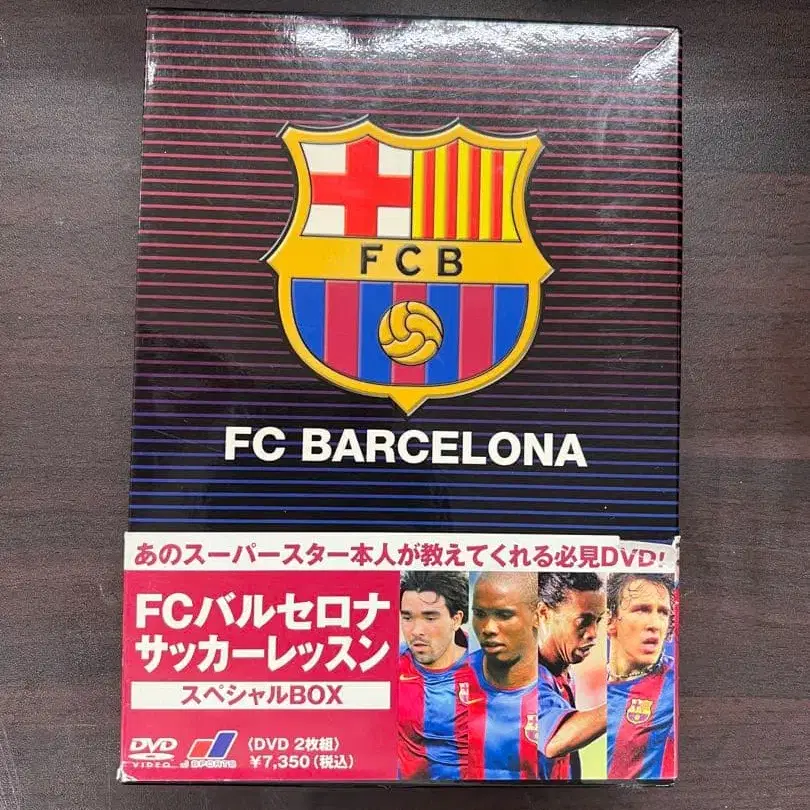 FCB
FC BARCELONA
あのスーパースター本人が教えてくれる必見DVD!
FCバルセロナ
サッカーレッスン
スペシャルBOX
DVD
VIDEO
J SPORTS
〈DVD 2枚組〉
¥7,350(税込)